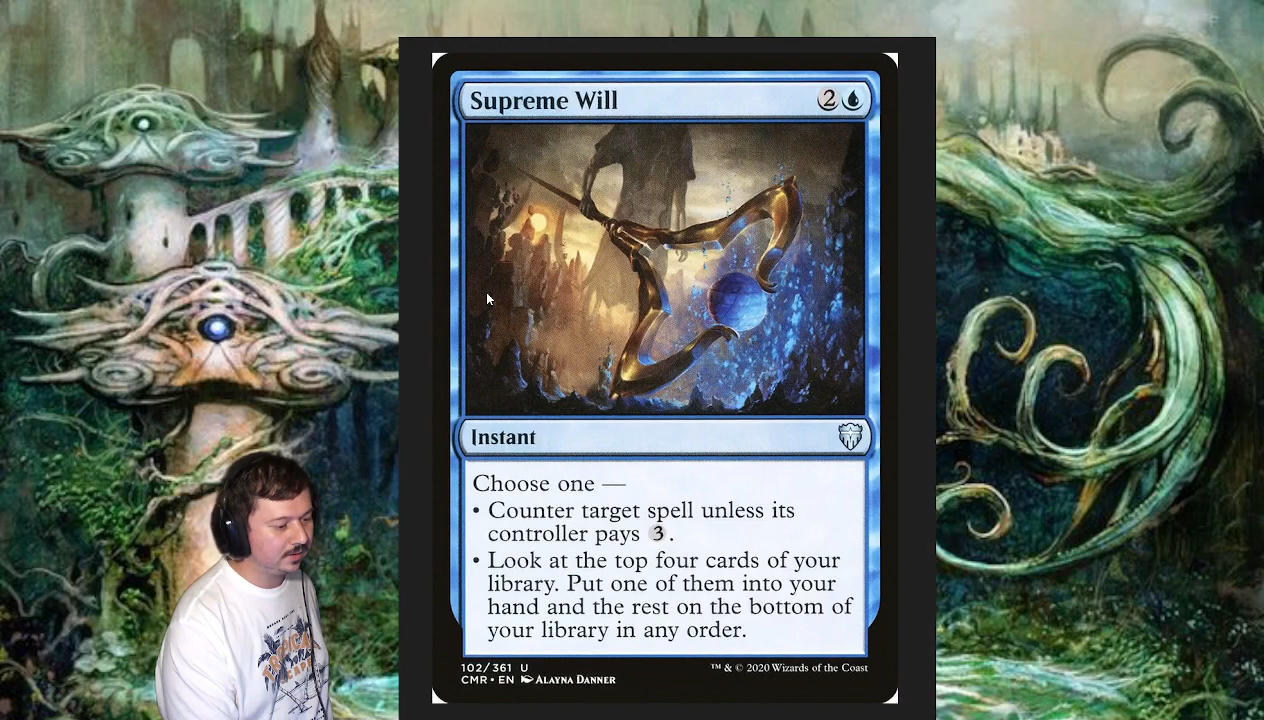 Supreme Will 2
Instant
Choose one —
• Counter target spell unless its
controller pays 3.
• Look at the top four cards of your
library. Put one of them into your
hand and the rest on the bottom of
your library in any order.
102/361 U
™ & © 2020 Wizards of the Coast
CMR • EN Alayna Danner